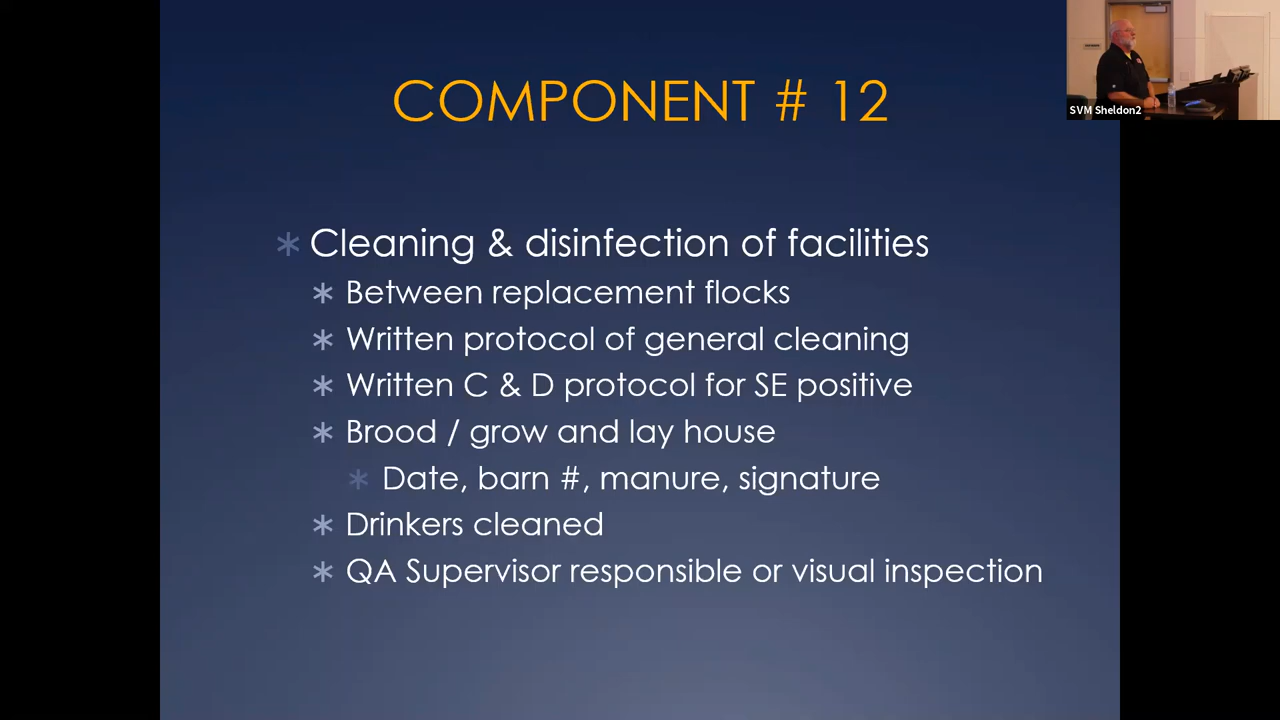 COMPONENT # 12
SVM Sheldon2
* Cleaning & disinfection of facilities
* Between replacement flocks
* Written protocol of general cleaning
* Written C & D protocol for SE positive
* Brood / grow and lay house
* Date, barn #, manure, signature
* Drinkers cleaned
* QA Supervisor responsible or visual inspection